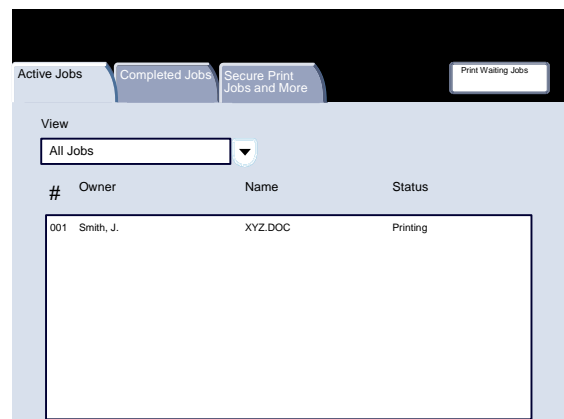 Active Jobs
Completed Jobs
Secure Print
Jobs and More
Print Waiting Jobs
View
All Jobs
# Owner Name Status
001 Smith, J. XYZ.DOC Printing